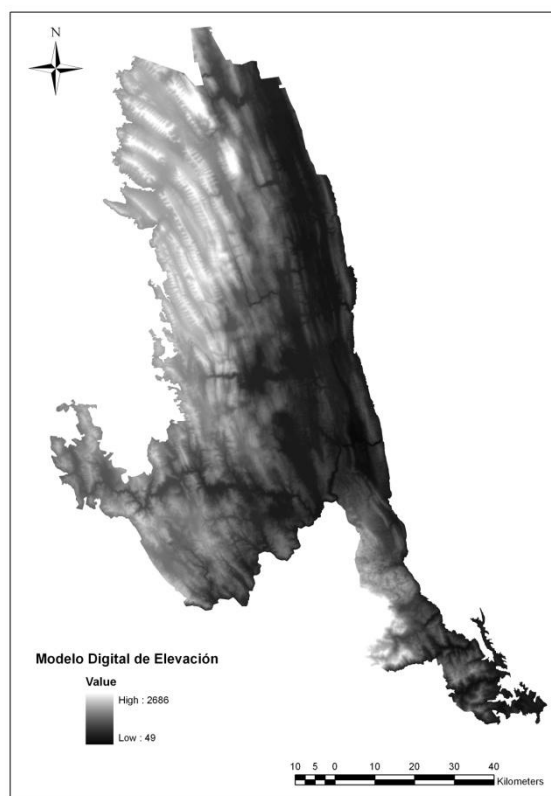 N
Modelo Digital de Elevación
Value
High : 2686
Low : 49
10 5 0 10 20 30 40
Kilometers